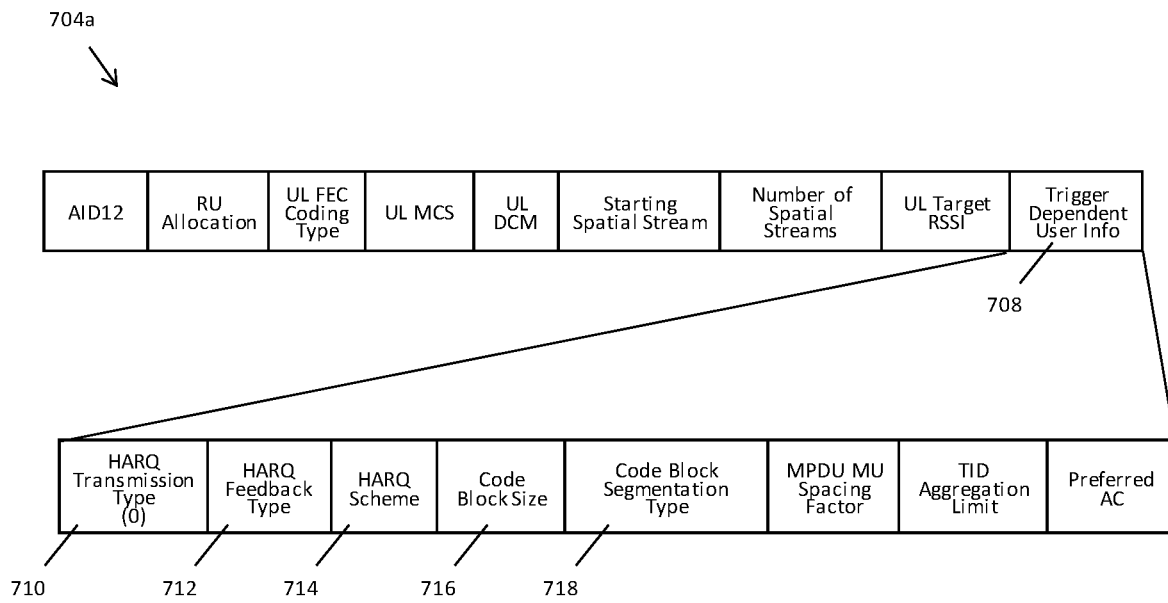 704a
AID12
RU
Allocation
UL FEC
Coding
Type
UL MCS
UL
DCM
Starting
Spatial Stream
Number of
Spatial
Streams
UL Target
RSSI
Trigger
Dependent
User Info
708
HARQ
Transmission
Type
(0)
HARQ
Feedback
Type
HARQ
Scheme
Code
Block Size
Code Block
Segmentation
Type
MPDU MU
Spacing
Factor
TID
Aggregation
Limit
Preferred
AC
710
712
714
716
718